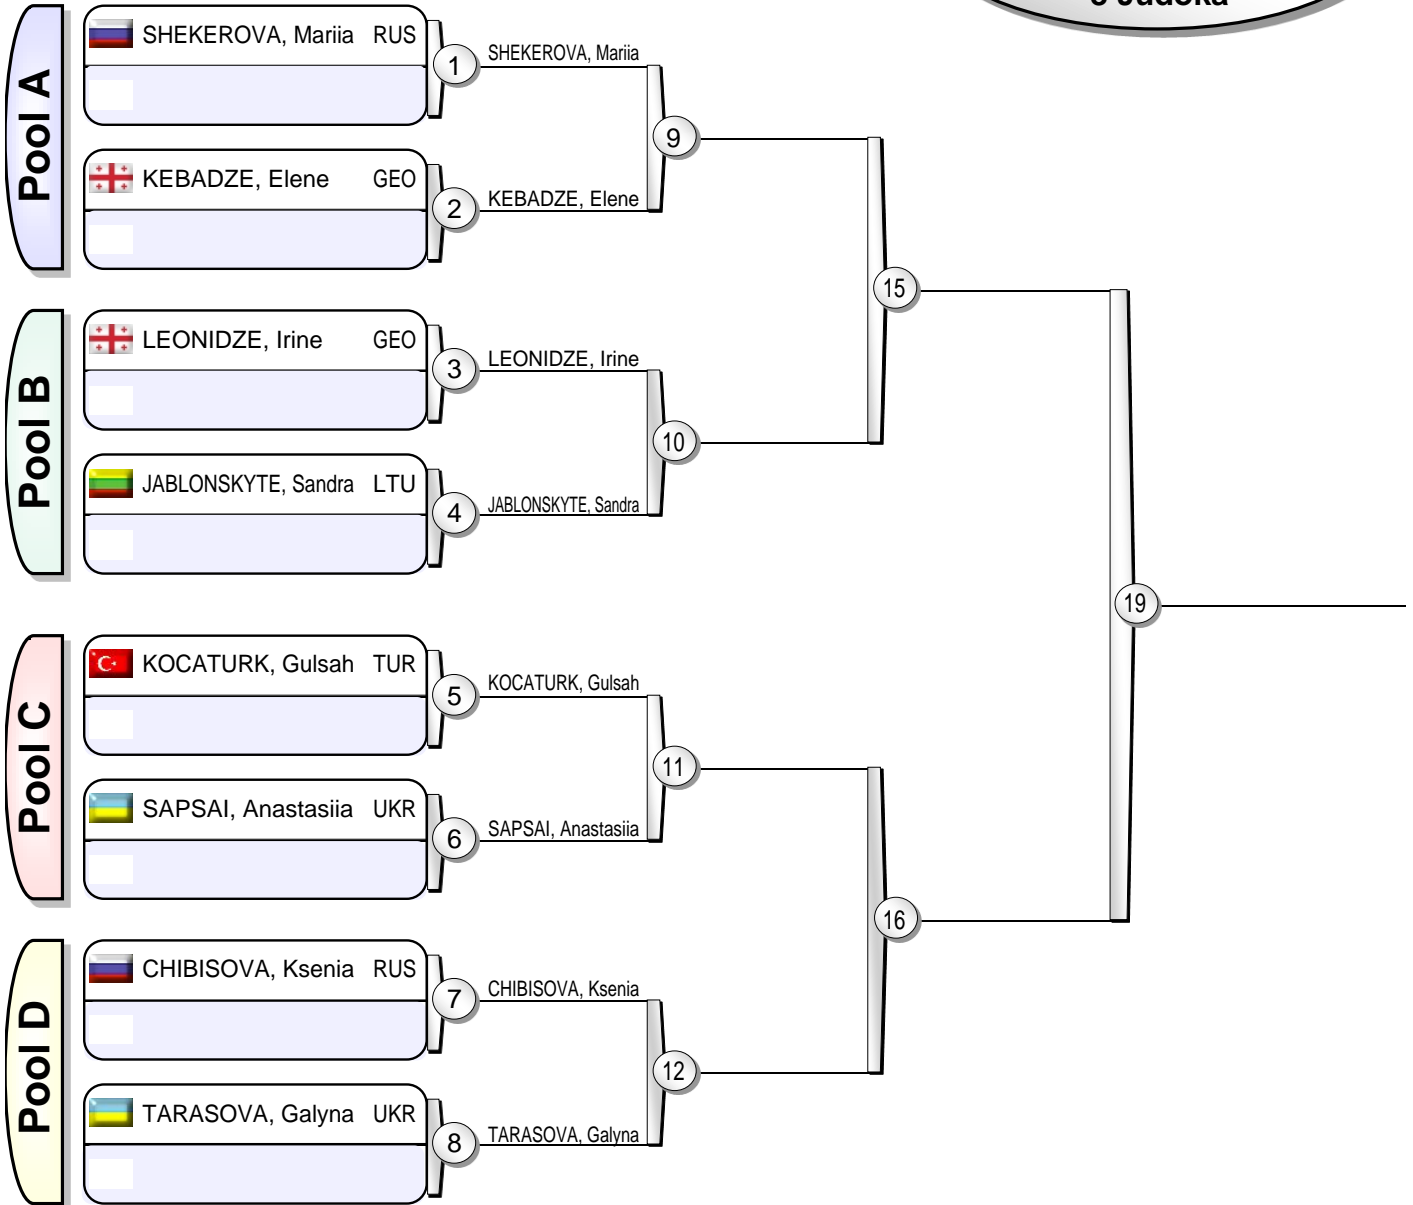 8 Judoka
Pool A
SHEKEROVA, Mariia RUS
1
SHEKEROVA, Mariia
9
KEBADZE, Elene GEO
2
KEBADZE, Elene
15
Pool B
LEONIDZE, Irine GEO
3
LEONIDZE, Irine
10
JABLONSKYTE, Sandra LTU
4
JABLONSKYTE, Sandra
19
Pool C
KOCATURK, Gulsah TUR
5
KOCATURK, Gulsah
11
SAPSAI, Anastasiia UKR
6
SAPSAI, Anastasiia
16
Pool D
CHIBISOVA, Ksenia RUS
7
CHIBISOVA, Ksenia
12
TARASOVA, Galyna UKR
8
TARASOVA, Galyna